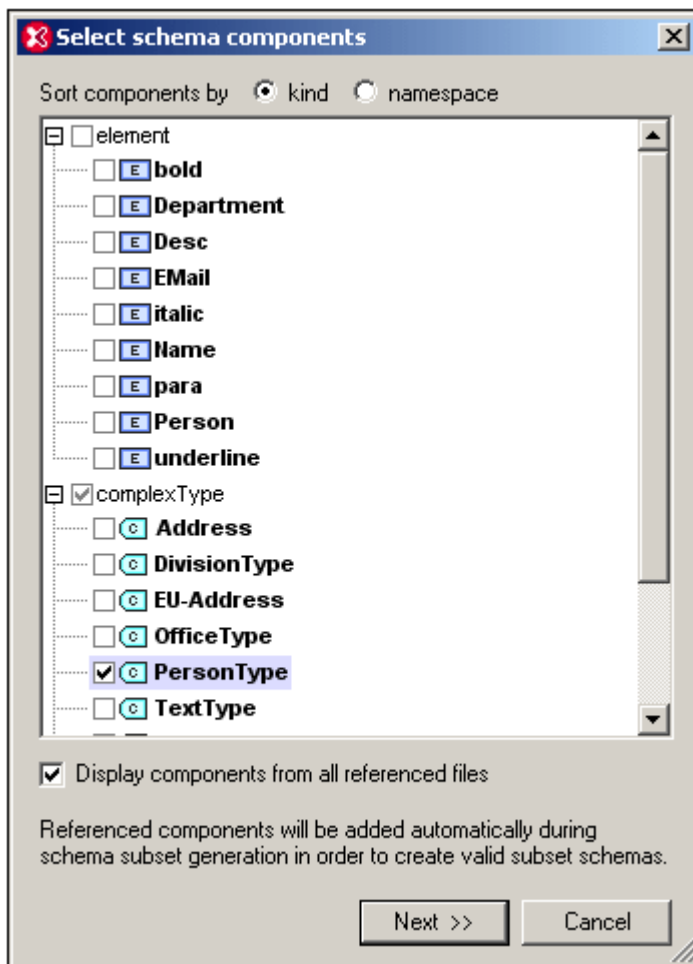 Select schema components
Sort components by kind namespace
element
E bold
E Department
E Desc
E EMail
E italic
E Name
E para
E Person
E underline
complexType
C Address
C DivisionType
C EU-Address
C OfficeType
C PersonType
C TextType
Display components from all referenced files
Referenced components will be added automatically during
schema subset generation in order to create valid subset schemas.
Next >> Cancel